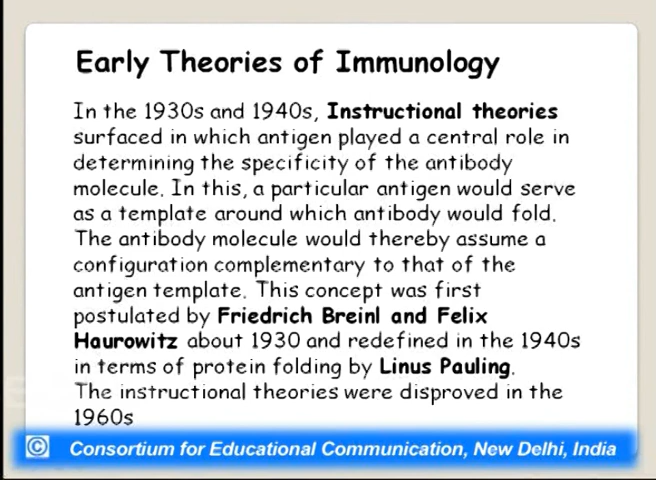 Early Theories of Immunology
In the 1930s and 1940s, Instructional theories
surfaced in which antigen played a central role in
determining the specificity of the antibody
molecule. In this, a particular antigen would serve
as a template around which antibody would fold.
The antibody molecule would thereby assume a
configuration complementary to that of the
antigen template. This concept was first
postulated by Friedrich Breinl and Felix
Haurowitz about 1930 and redefined in the 1940s
in terms of protein folding by Linus Pauling.
The instructional theories were disproved in the
1960s
© Consortium for Educational Communication, New Delhi, India